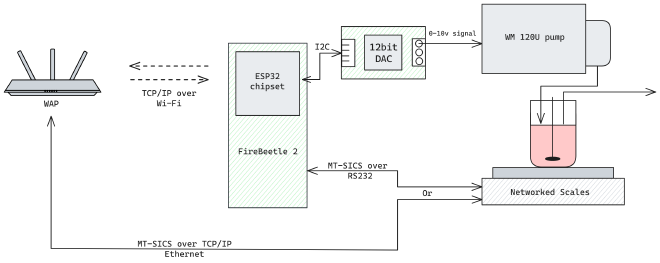 0-10v signal
WM 120U pump
I2C
12bit
DAC
ESP32
chipset
TCP/IP over
Wi-Fi
WAP
FireBeetle 2
MT-SICS over
RS232
Or
Networked Scales
MT-SICS over TCP/IP
Ethernet